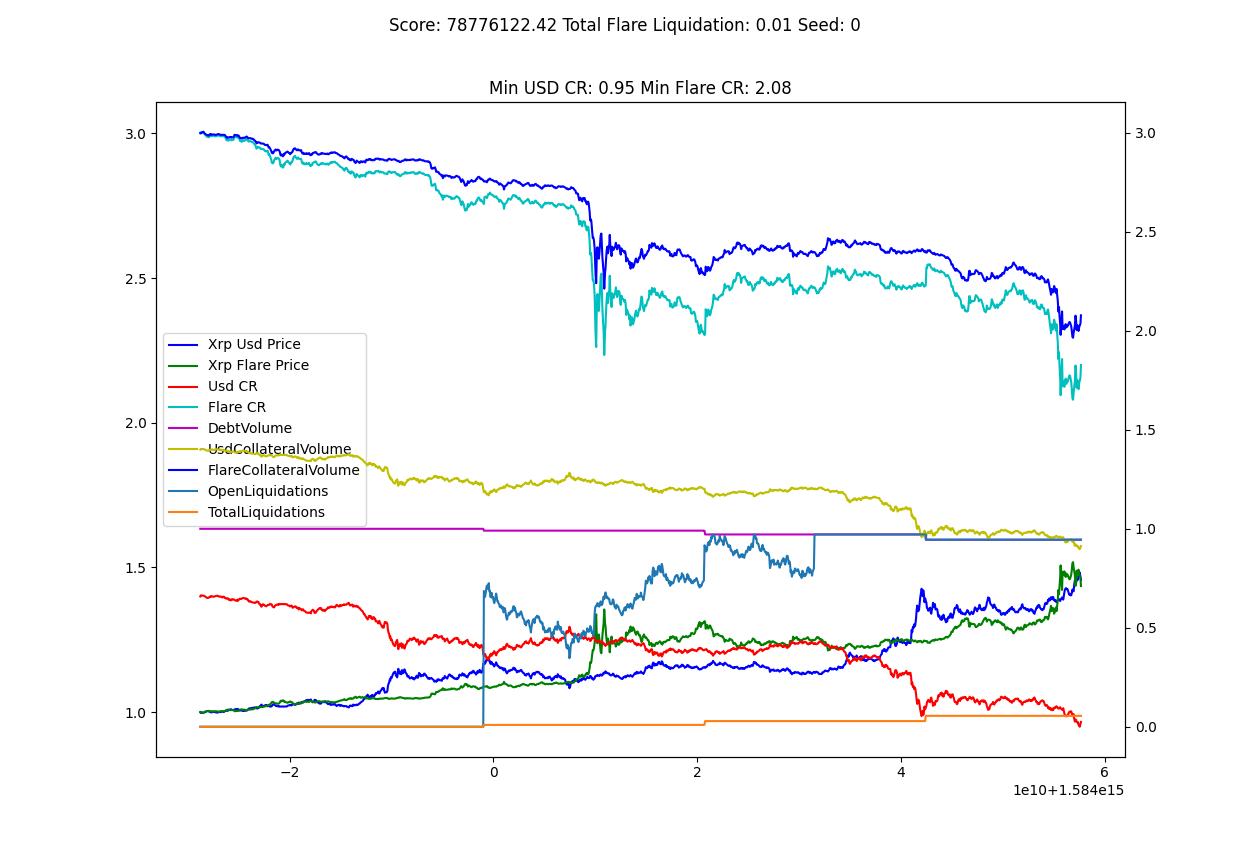 Score: 78776122.42 Total Flare Liquidation: 0.01 Seed: 0
Min USD CR: 0.95 Min Flare CR: 2.08
3.0
2.5
2.0
1.5
1.0
Xrp Usd Price
Xrp Flare Price
Usd CR
Flare CR
DebtVolume
UsdCollateralVolume
FlareCollateralVolume
OpenLiquidations
TotalLiquidations
3.0
2.5
2.0
1.5
1.0
0.5
0.0
−2 0 2 4 6
1e10+1.584e15